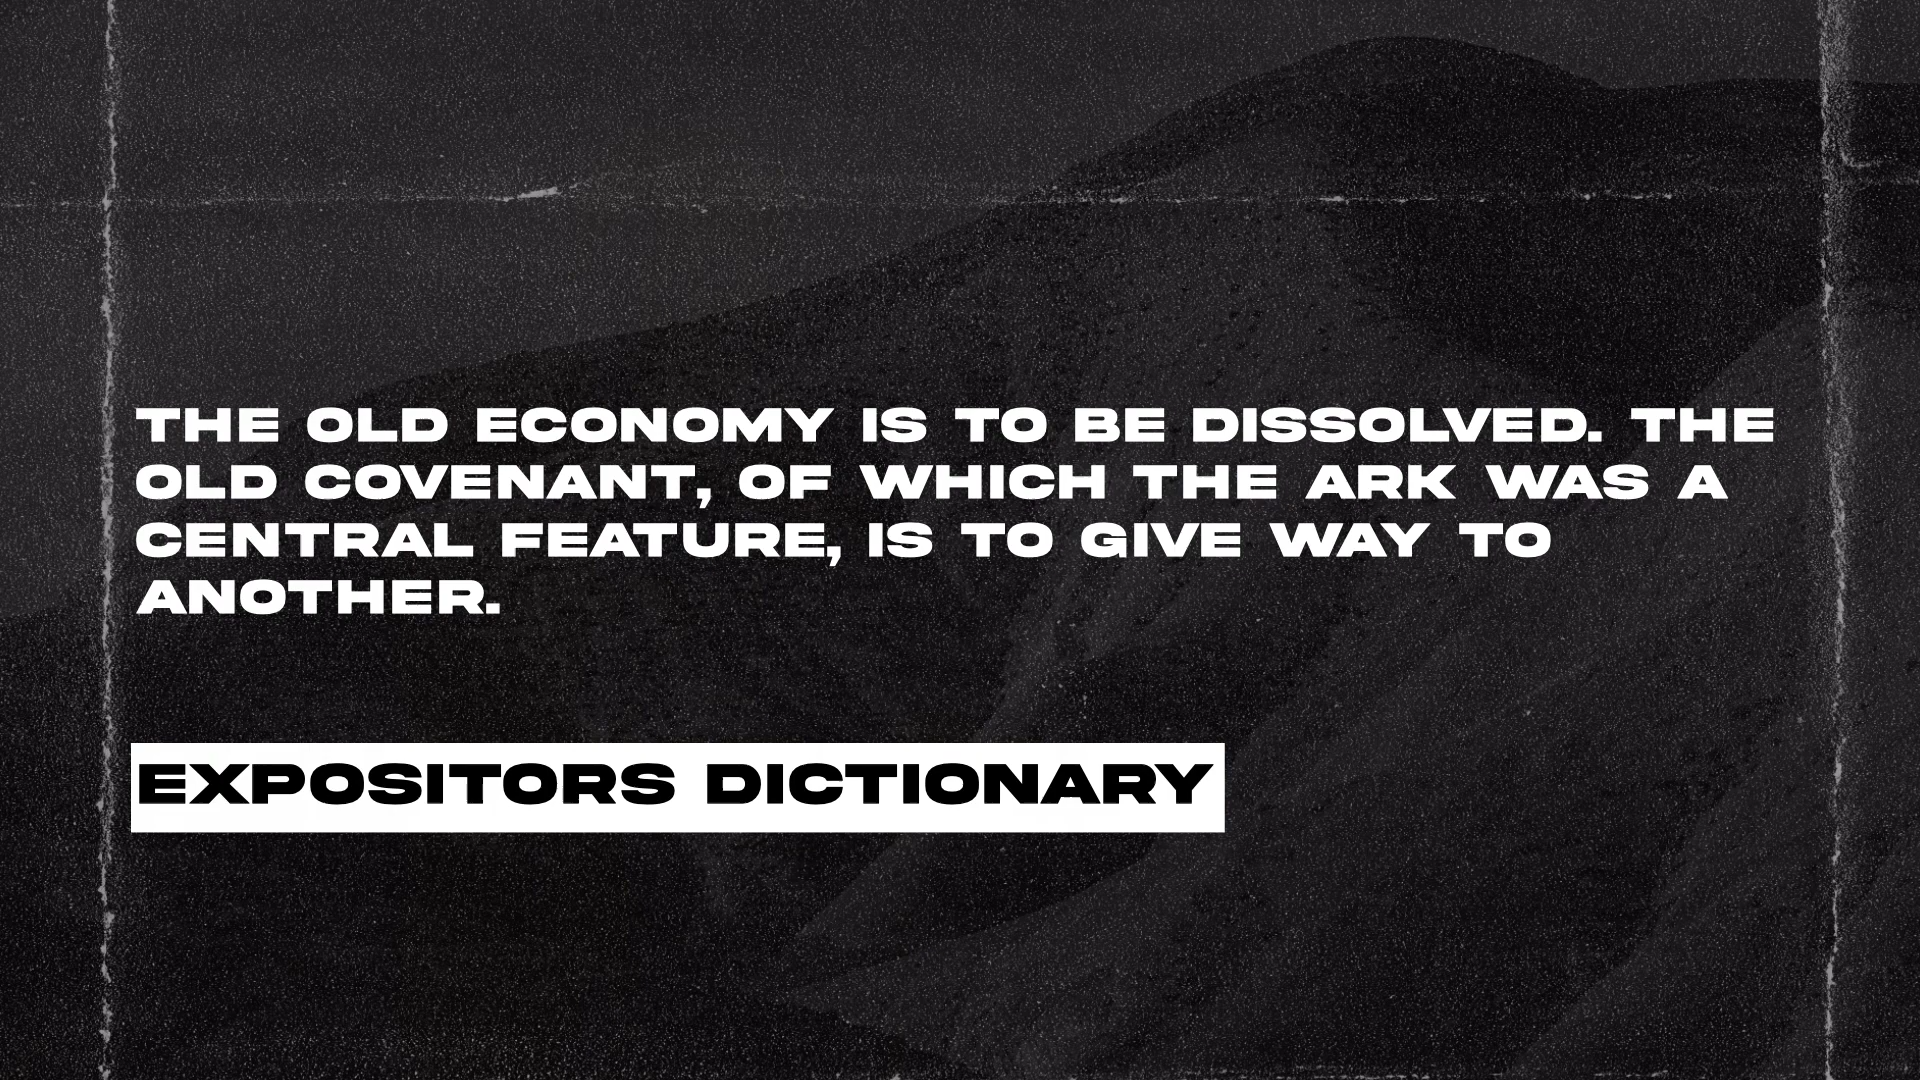 THE OLD ECONOMY IS TO BE DISSOLVED. THE
OLD COVENANT, OF WHICH THE ARK WAS A
CENTRAL FEATURE, IS TO GIVE WAY TO
ANOTHER.
EXPOSITORS DICTIONARY